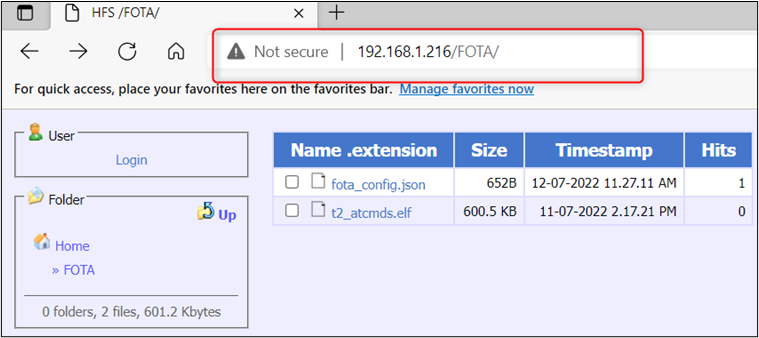 HFS /FOTA/
Not secure | 192.168.1.216/FOTA/
For quick access, place your favorites here on the favorites bar. Manage favorites now
User
Login
Folder
Up
Home
» FOTA
0 folders, 2 files, 601.2 Kbytes
Name .extension Size Timestamp Hits
fota_config.json 652B 12-07-2022 11.27.11 AM 1
t2_atcmds.elf 600.5 KB 11-07-2022 2.17.21 PM 0